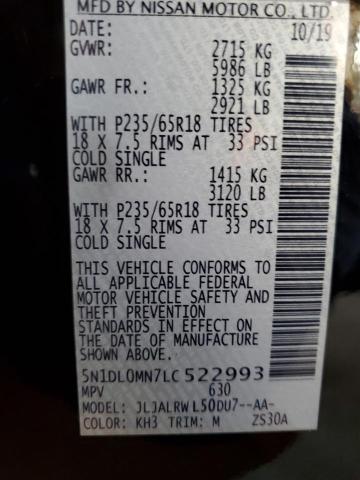 MFD BY NISSAN MOTOR CO., LTD.
DATE: 10/19
GVWR: 2715 KG
5986 LB
GAWR FR.: 1325 KG
2921 LB
WITH P235/65R18 TIRES
18 X 7.5 RIMS AT 33 PSI
COLD SINGLE
GAWR RR.: 1415 KG
3120 LB
WITH P235/65R18 TIRES
18 X 7.5 RIMS AT 33 PSI
COLD SINGLE
THIS VEHICLE CONFORMS TO
ALL APPLICABLE FEDERAL
MOTOR VEHICLE SAFETY AND
THEFT PREVENTION
STANDARDS IN EFFECT ON
THE DATE OF MANUFACTURE
SHOWN ABOVE.
5N1DL0MN7LC522993
MPV 630
MODEL: JLJALRWL50DU7--AA-
COLOR: KH3 TRIM: M ZS30A